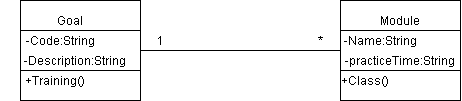 Goal
-Code:String
-Description:String
+Training()
1
*
Module
-Name:String
-practiceTime:String
+Class()